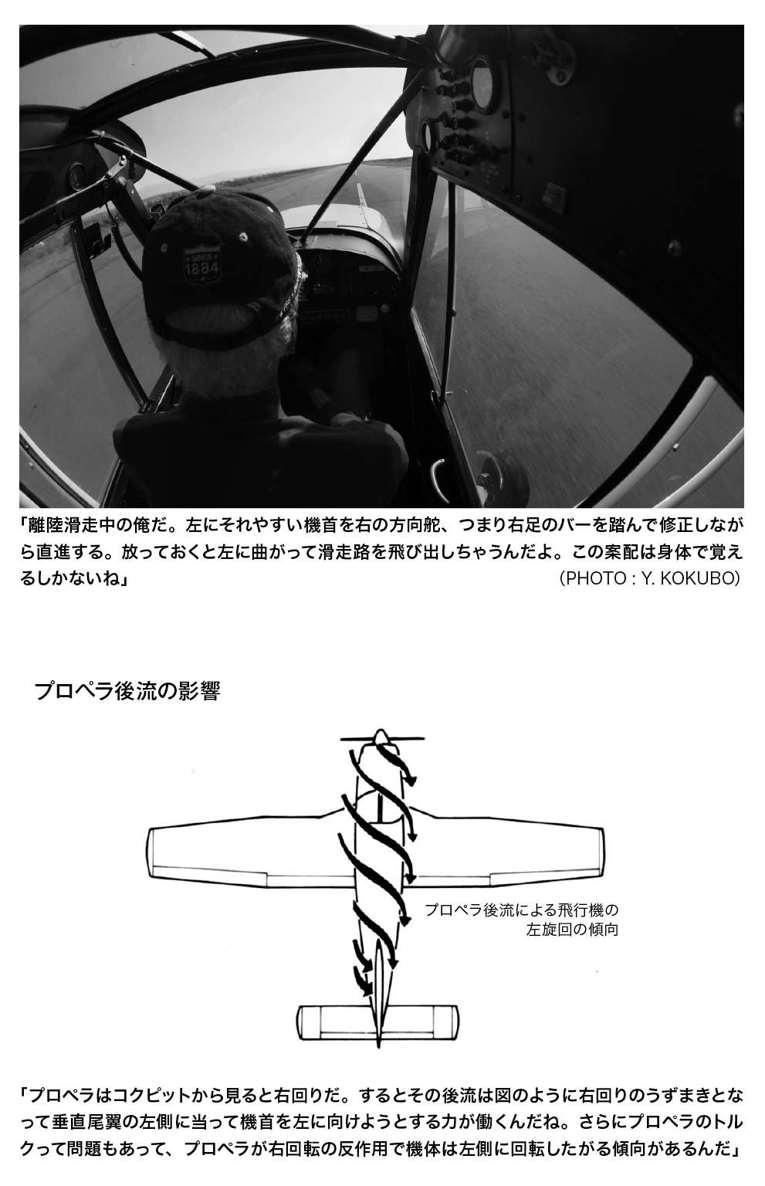 SINCE
1884
「離陸滑走中の俺だ。左にそれやすい機首を右の方向舵、つまり右足のバーを踏んで修正しなが
ら直進する。放っておくと左に曲がって滑走路を飛び出しちゃうんだよ。この案配は身体で覚え
るしかないね」
（PHOTO : Y. KOKUBO）
プロペラ後流の影響
プロペラ後流による飛行機の
左旋回の傾向
「プロペラはコクピットから見ると右回りだ。するとその後流は図のように右回りのうずまきとな
って垂直尾翼の左側に当って機首を左に向けようとする力が働くんだね。さらにプロペラのトル
クって問題もあって、プロペラが右回転の反作用で機体は左側に回転したがる傾向があるんだ」